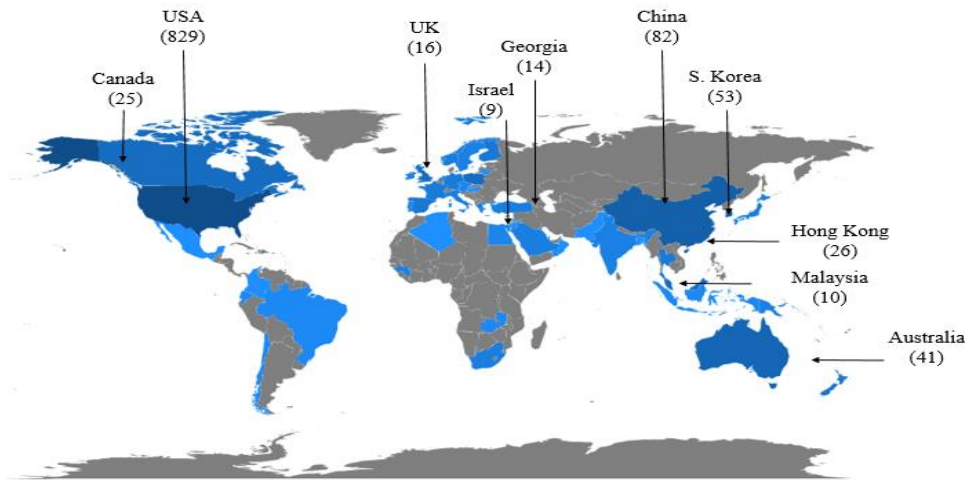 USA
(829)
Canada
(25)
UK
(16)
Israel
(9)
Georgia
(14)
China
(82)
S. Korea
(53)
Hong Kong
(26)
Malaysia
(10)
Australia
(41)